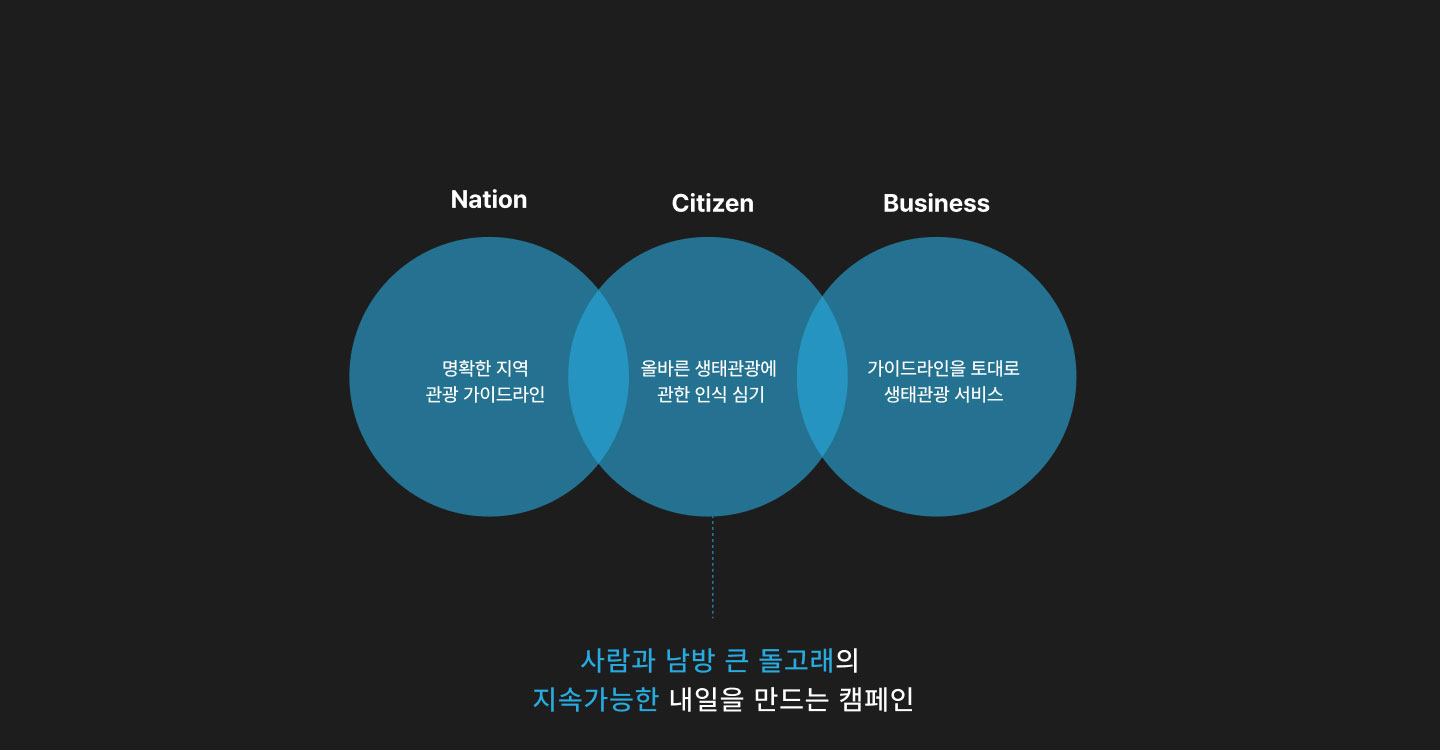 Nation
Citizen
Business
명확한 지역
관광 가이드라인
올바른 생태관광에
관한 인식 심기
가이드라인을 토대로
생태관광 서비스
사람과 남방 큰 돌고래의
지속가능한 내일을 만드는 캠페인